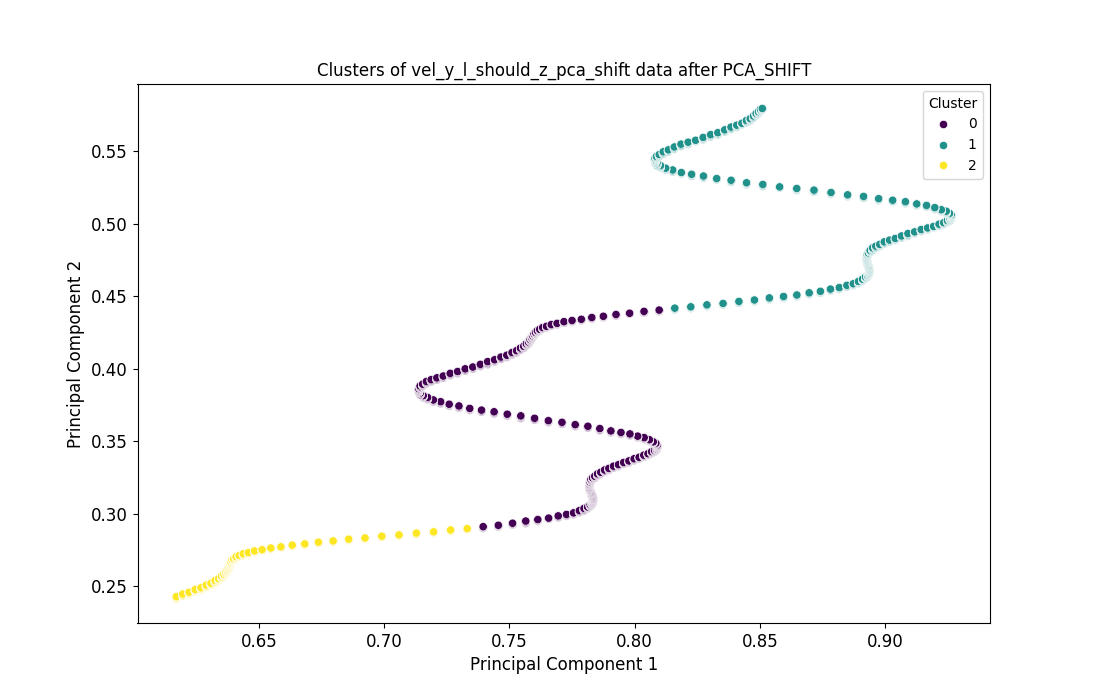 Clusters of vel_y_l_should_z_pca_shift data after PCA_SHIFT
Cluster
0
1
2
Principal Component 2
0.55
0.50
0.45
0.40
0.35
0.30
0.25
0.65 0.70 0.75 0.80 0.85 0.90
Principal Component 1